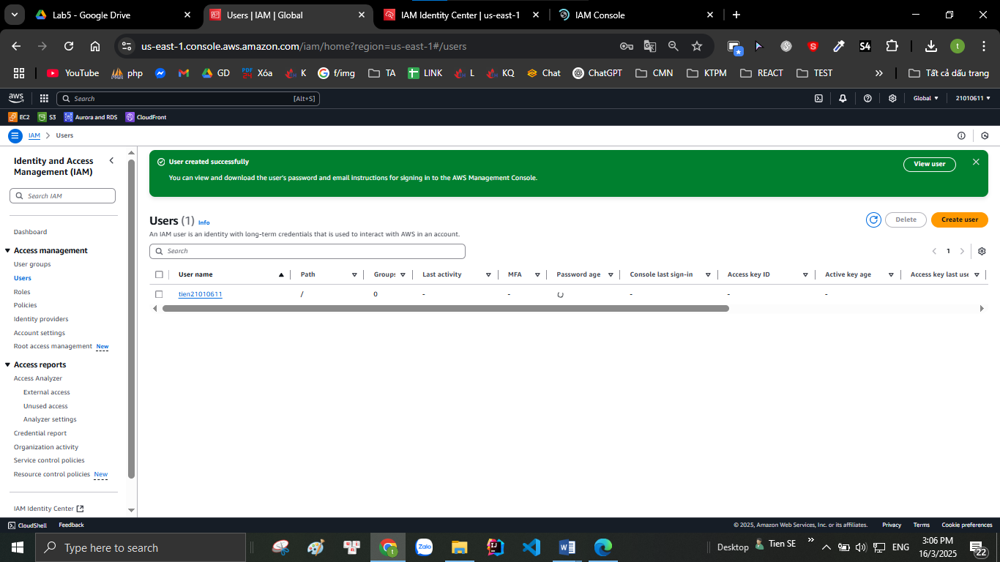 Lab5 - Google Drive
Users | IAM | Global
IAM Identity Center | us-east-1
IAM Console
us-east-1.console.aws.amazon.com/iam/home?region=us-east-1#/users
S4
t
YouTube
php
GD
PDF 24
Xóa
K
f/img
TA
LINK
L
KQ
Chat
ChatGPT
CMN
KTPM
REACT
TEST
Tất cả dấu trang
aws
Search
[Alt+S]
Global
21010611
EC2
S3
Aurora and RDS
CloudFront
IAM
Users
Identity and Access Management (IAM)
Search IAM
Dashboard
Access management
User groups
Users
Roles
Policies
Identity providers
Account settings
Root access management New
Access reports
Access Analyzer
External access
Unused access
Analyzer settings
Credential report
Organization activity
Service control policies
Resource control policies New
IAM Identity Center
User created successfully
You can view and download the user's password and email instructions for signing in to the AWS Management Console.
View user
Users (1) Info
Delete
Create user
An IAM user is an identity with long-term credentials that is used to interact with AWS in an account.
Search
1
User name
Path
Groups
Last activity
MFA
Password age
Console last sign-in
Access key ID
Active key age
Access key last use
tien21010611
/
0
-
-
-
-
-
CloudShell
Feedback
© 2025, Amazon Web Services, Inc. or its affiliates.
Privacy
Terms
Cookie preferences
Type here to search
Zalo
Desktop
Tien SE
ENG
3:06 PM
16/3/2025
22